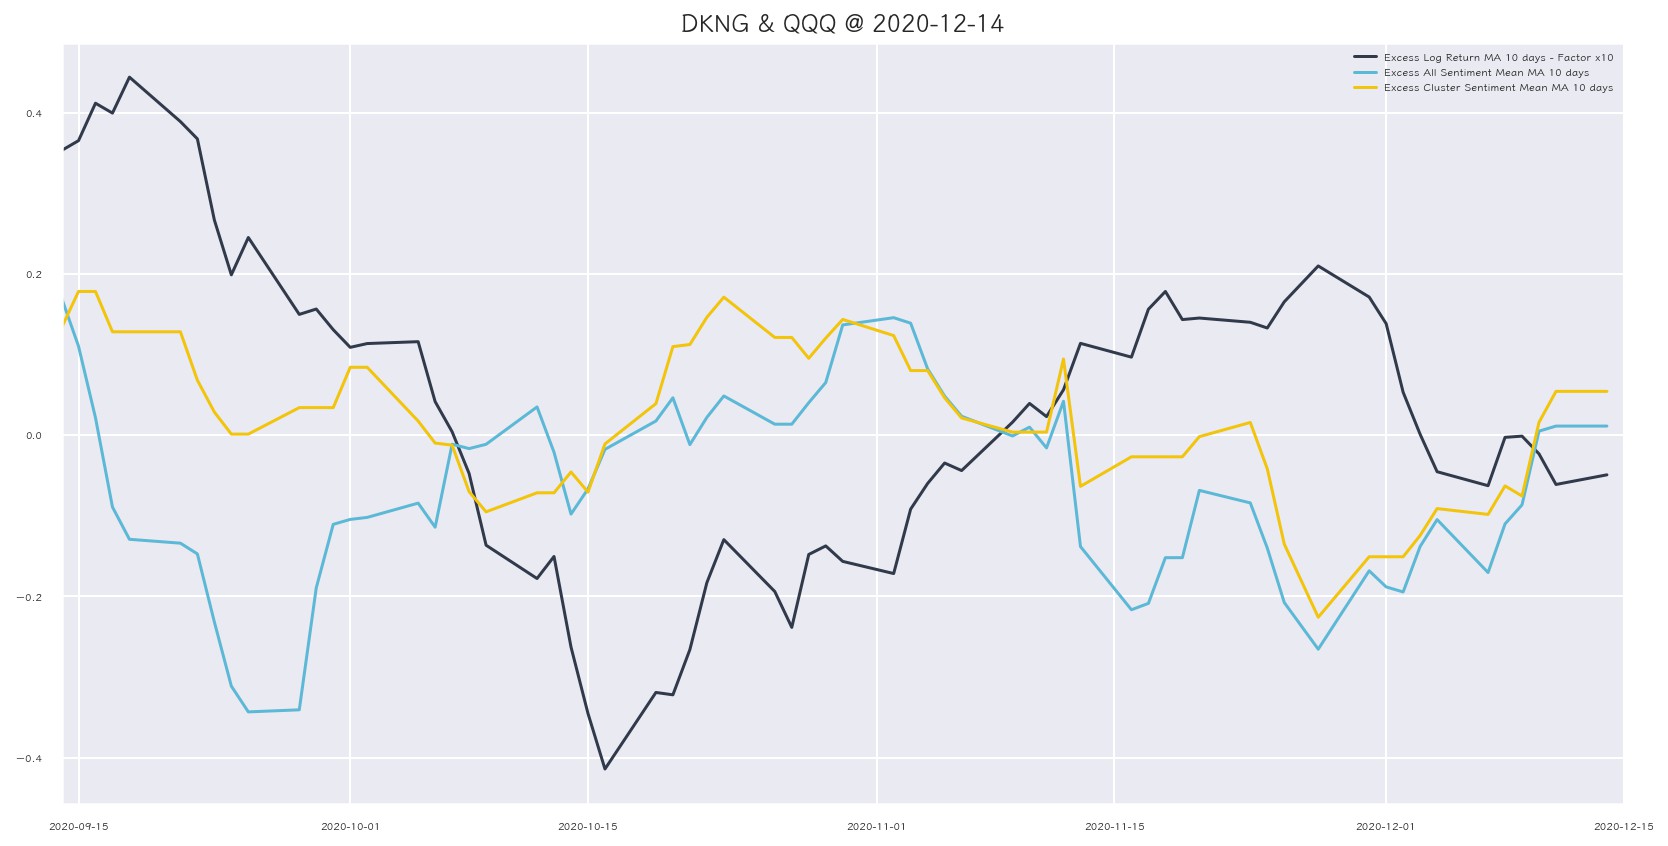 DKNG & QQQ @ 2020-12-14
Excess Log Return MA 10 days - Factor x10
Excess All Sentiment Mean MA 10 days
Excess Cluster Sentiment Mean MA 10 days
0.4
0.2
0.0
−0.2
−0.4
2020-09-15 2020-10-01 2020-10-15 2020-11-01 2020-11-15 2020-12-01 2020-12-15